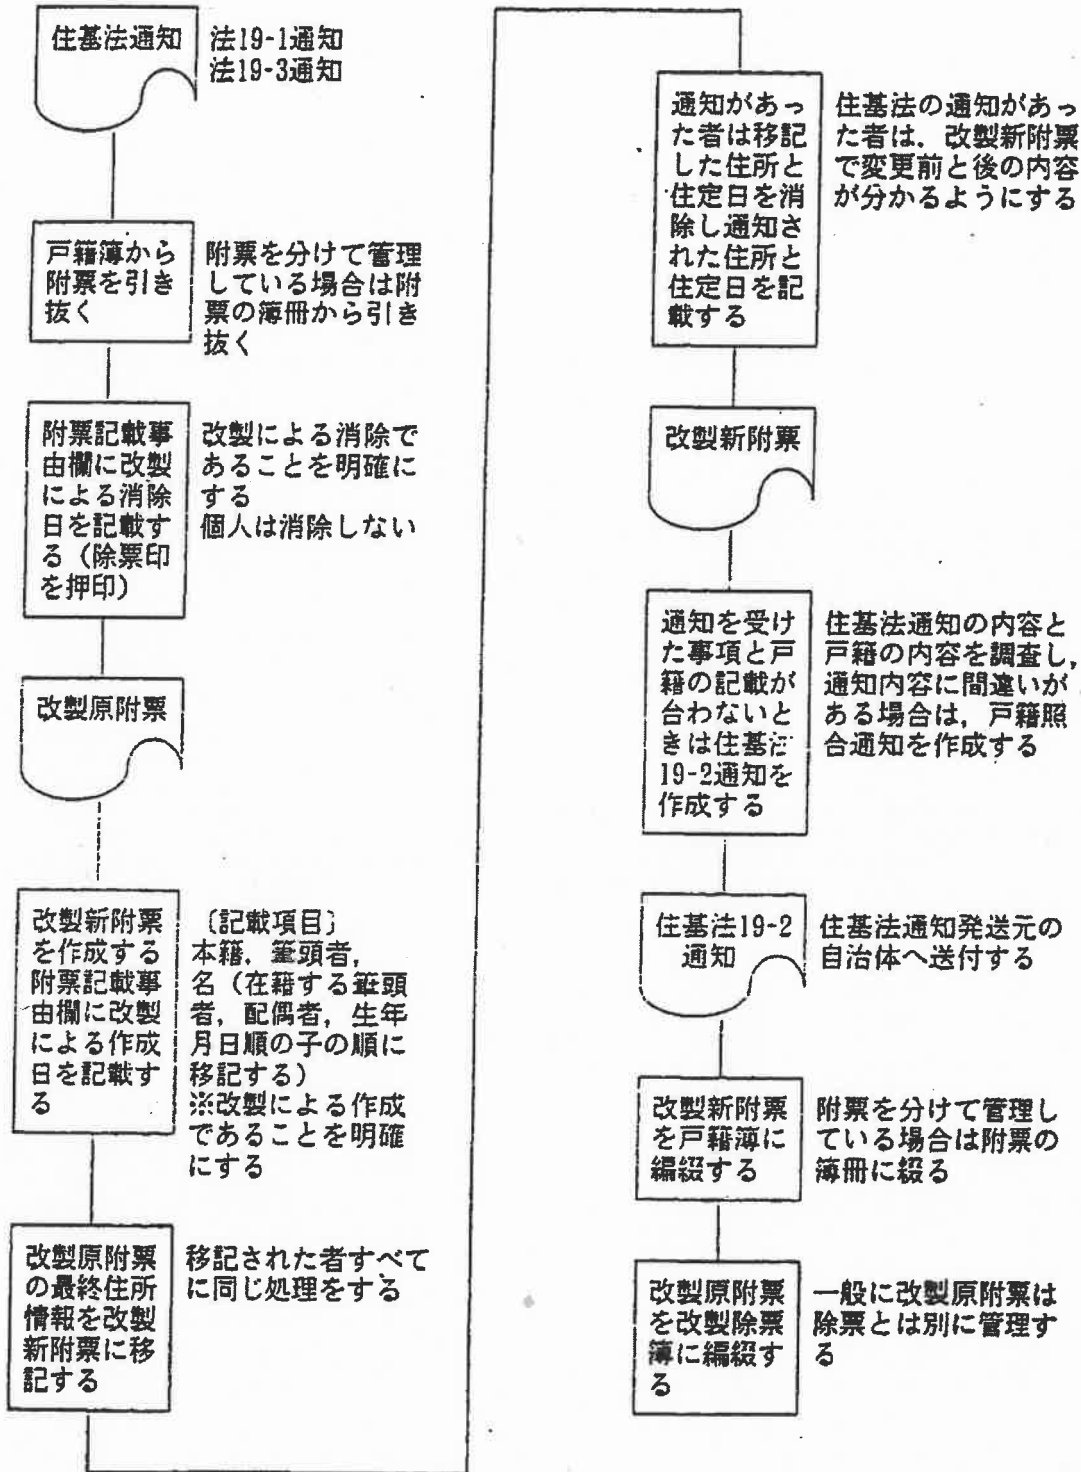 住基法通知
法19-1通知
法19-3通知
戸籍簿から
附票を引き
抜く
附票を分けて管理
している場合は附
票の簿冊から引き
抜く
附票記載事
由欄に改製
による消除
日を記載す
る（除票印
を押印）
改製による消除で
あることを明確に
する
個人は消除しない
改製原附票
改製新附票
を作成する
附票記載事
由欄に改製
による作成
日を記載す
る
〔記載項目〕
本籍，筆頭者，
名（在籍する筆頭
者，配偶者，生年
月日順の子の順に
移記する）
※改製による作成
であることを明確
にする
改製原附票
の最終住所
情報を改製
新附票に移
記する
移記された者すべて
に同じ処理をする
通知があっ
た者は移記
した住所と
住定日を消
除し通知さ
れた住所と
住定日を記
載する
住基法の通知があっ
た者は，改製新附票
で変更前と後の内容
が分かるようにする
改製新附票
通知を受け
た事項と戸
籍の記載が
合わないと
きは住基法
19-2通知を
作成する
住基法通知の内容と
戸籍の内容を調査し，
通知内容に間違いが
ある場合は，戸籍照
合通知を作成する
住基法19-2
通知
住基法通知発送元の
自治体へ送付する
改製新附票
を戸籍簿に
編綴する
附票を分けて管理し
ている場合は附票の
簿冊に綴る
改製原附票
を改製除票
簿に編綴す
る
一般に改製原附票は
除票とは別に管理す
る